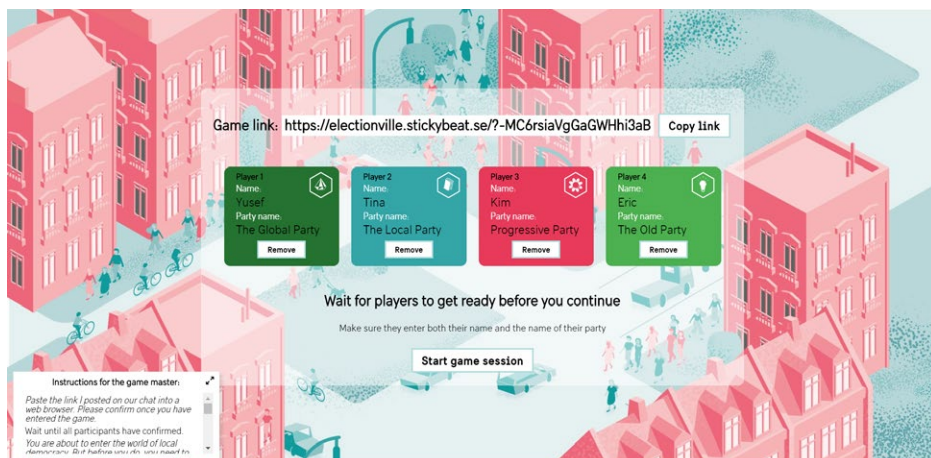 Game link: https://electionville.stickybeat.se/?-MC6rsiaVgGaGWHhi3aB Copy link
Player 1
Name:
Yusef
Party name:
The Global Party
Remove
Player 2
Name:
Tina
Party name:
The Local Party
Remove
Player 3
Name:
Kim
Party name:
Progressive Party
Remove
Player 4
Name:
Eric
Party name:
The Old Party
Remove
Wait for players to get ready before you continue
Make sure they enter both their name and the name of their party
Start game session
Instructions for the game master:
Paste the link I posted on our chat into a
web browser. Please confirm once you have
entered the game.
Wait until all participants have confirmed.
You are about to enter the world of local
democracy. But before you do, you need to